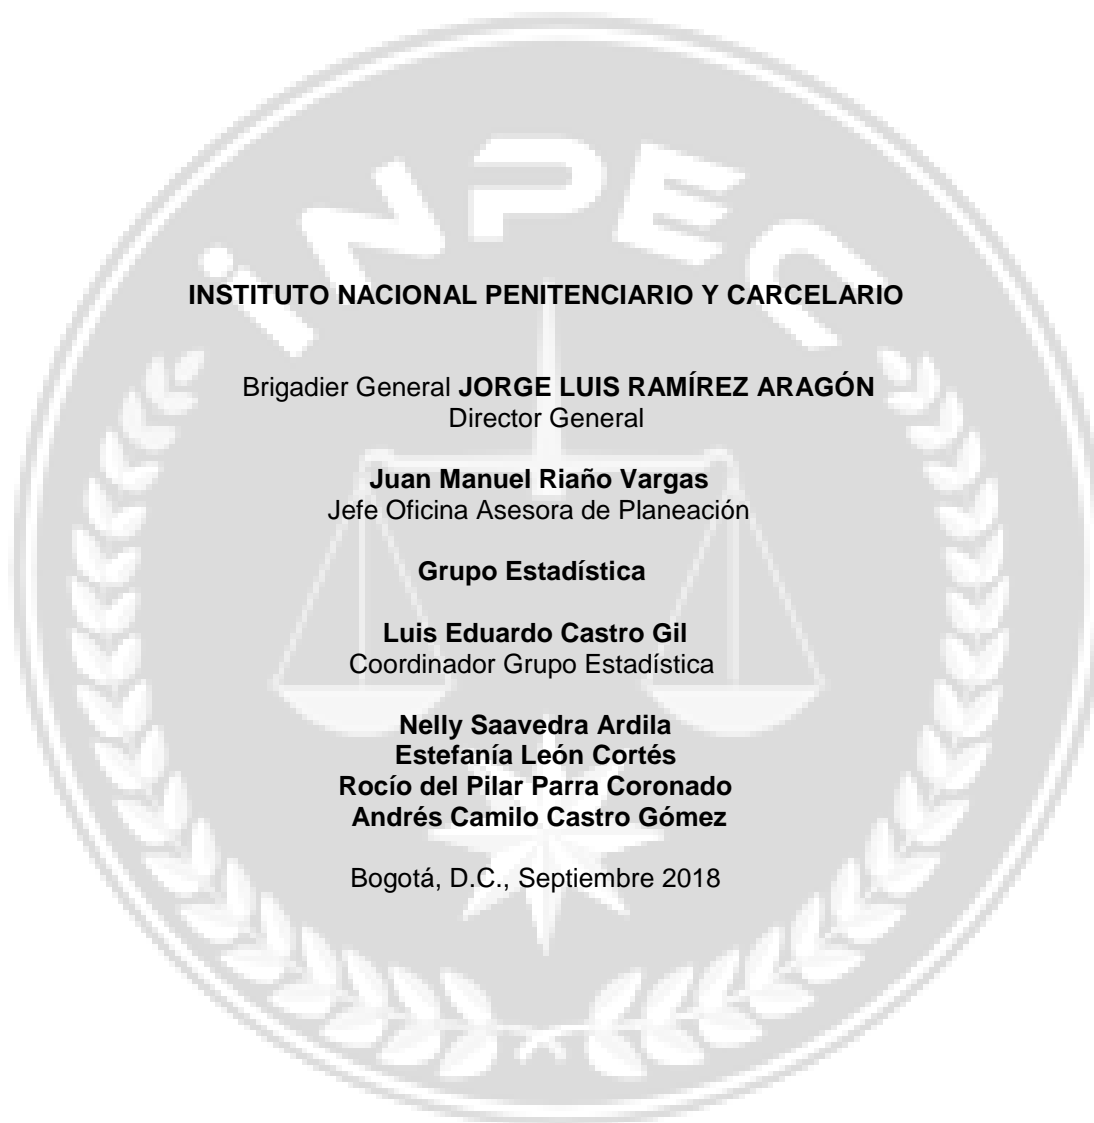 iNPEC
INSTITUTO NACIONAL PENITENCIARIO Y CARCELARIO
Brigadier General JORGE LUIS RAMÍREZ ARAGÓN
Director General
Juan Manuel Riaño Vargas
Jefe Oficina Asesora de Planeación
Grupo Estadística
Luis Eduardo Castro Gil
Coordinador Grupo Estadística
Nelly Saavedra Ardila
Estefanía León Cortés
Rocío del Pilar Parra Coronado
Andrés Camilo Castro Gómez
Bogotá, D.C., Septiembre 2018